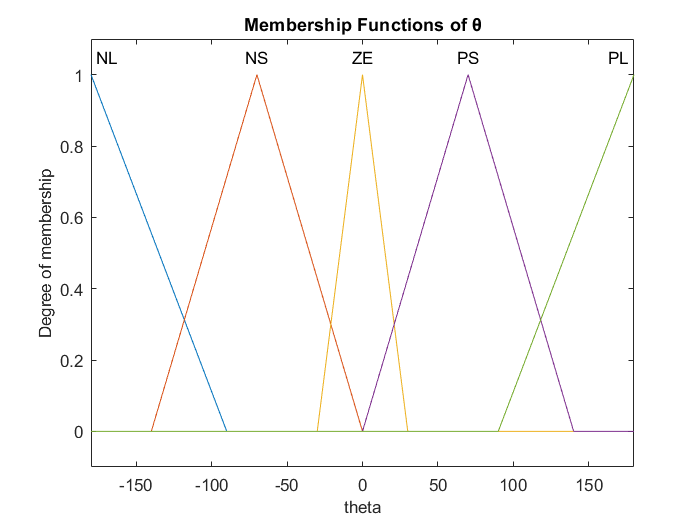 Membership Functions of θ
NL NS ZE PS PL
1
0.8
0.6
0.4
0.2
0
Degree of membership
-150 -100 -50 0 50 100 150
theta